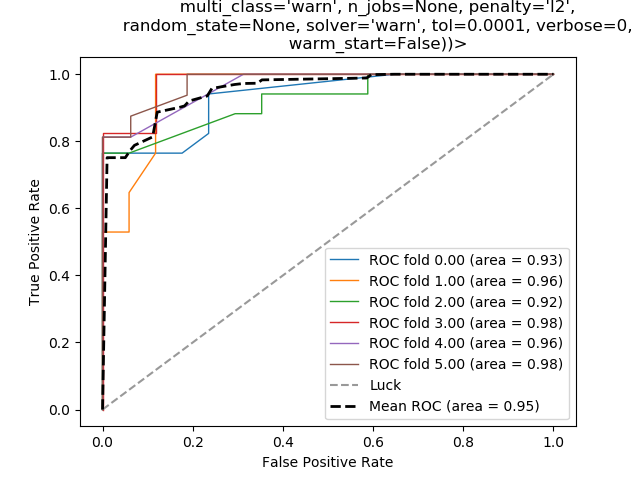 multi_class='warn', n_jobs=None, penalty='l2',
random_state=None, solver='warn', tol=0.0001, verbose=0,
warm_start=False))>
1.0
0.8
0.6
0.4
0.2
0.0
True Positive Rate
ROC fold 0.00 (area = 0.93)
ROC fold 1.00 (area = 0.96)
ROC fold 2.00 (area = 0.92)
ROC fold 3.00 (area = 0.98)
ROC fold 4.00 (area = 0.96)
ROC fold 5.00 (area = 0.98)
Luck
Mean ROC (area = 0.95)
0.0 0.2 0.4 0.6 0.8 1.0
False Positive Rate